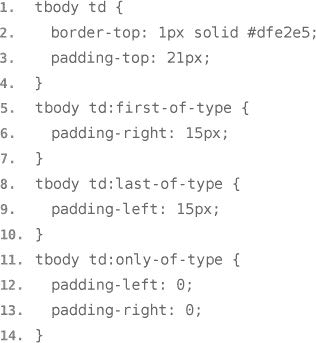 1. tbody td {
2.   border-top: 1px solid #dfe2e5;
3.   padding-top: 21px;
4. }
5. tbody td:first-of-type {
6.   padding-right: 15px;
7. }
8. tbody td:last-of-type {
9.   padding-left: 15px;
10. }
11. tbody td:only-of-type {
12.   padding-left: 0;
13.   padding-right: 0;
14. }